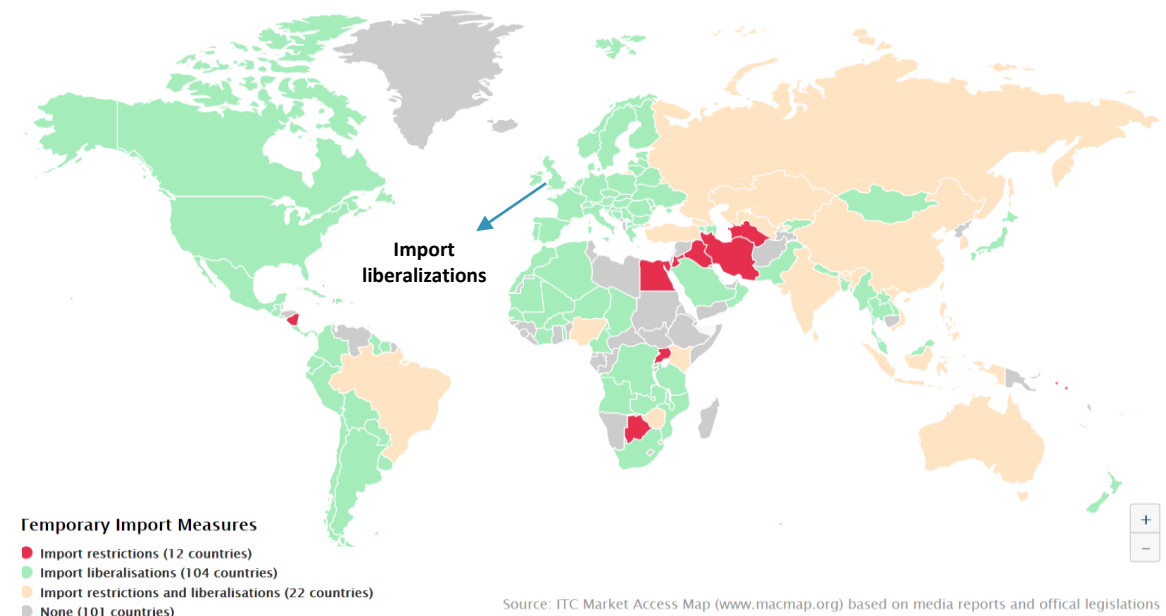 Import
liberalizations
Temporary Import Measures
Import restrictions (12 countries)
Import liberalisations (104 countries)
Import restrictions and liberalisations (22 countries)
None (101 countries)
+
−
Source: ITC Market Access Map (www.macmap.org) based on media reports and offical legislations